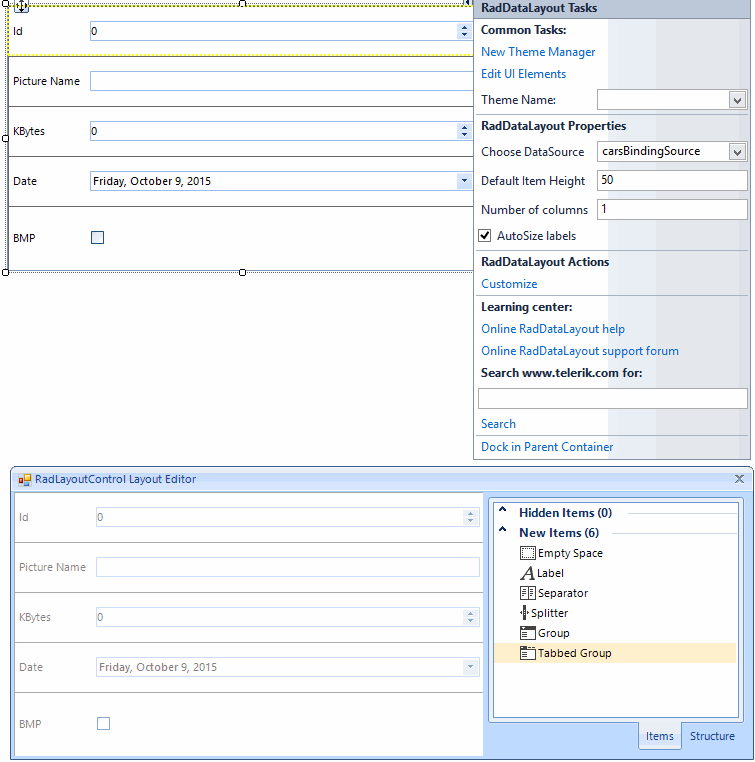 Id
0
Picture Name
KBytes
0
Date
Friday, October 9, 2015
BMP
RadDataLayout Tasks
Common Tasks:
New Theme Manager
Edit UI Elements
Theme Name:
RadDataLayout Properties
Choose DataSource
carsBindingSource
Default Item Height
50
Number of columns
1
AutoSize labels
RadDataLayout Actions
Customize
Learning center:
Online RadDataLayout help
Online RadDataLayout support forum
Search www.telerik.com for:
Search
Dock in Parent Container
RadLayoutControl Layout Editor
Id
0
Picture Name
KBytes
0
Date
Friday, October 9, 2015
BMP
Hidden Items (0)
New Items (6)
Empty Space
A Label
Separator
Splitter
Group
Tabbed Group
Items
Structure